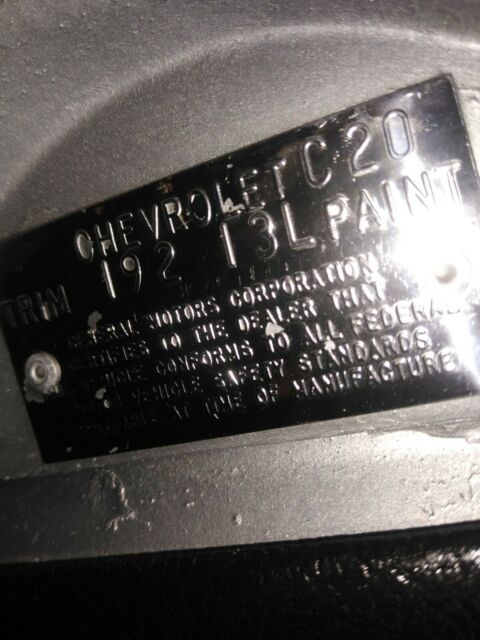 CHEVROLET C 20
TRIM 192 13L PAINT
GENERAL MOTORS CORPORATION
CERTIFIES TO THE DEALER THAT
VEHICLE CONFORMS TO ALL FEDERAL
MOTOR VEHICLE SAFETY STANDARDS
APPLICABLE AT TIME OF MANUFACTURE